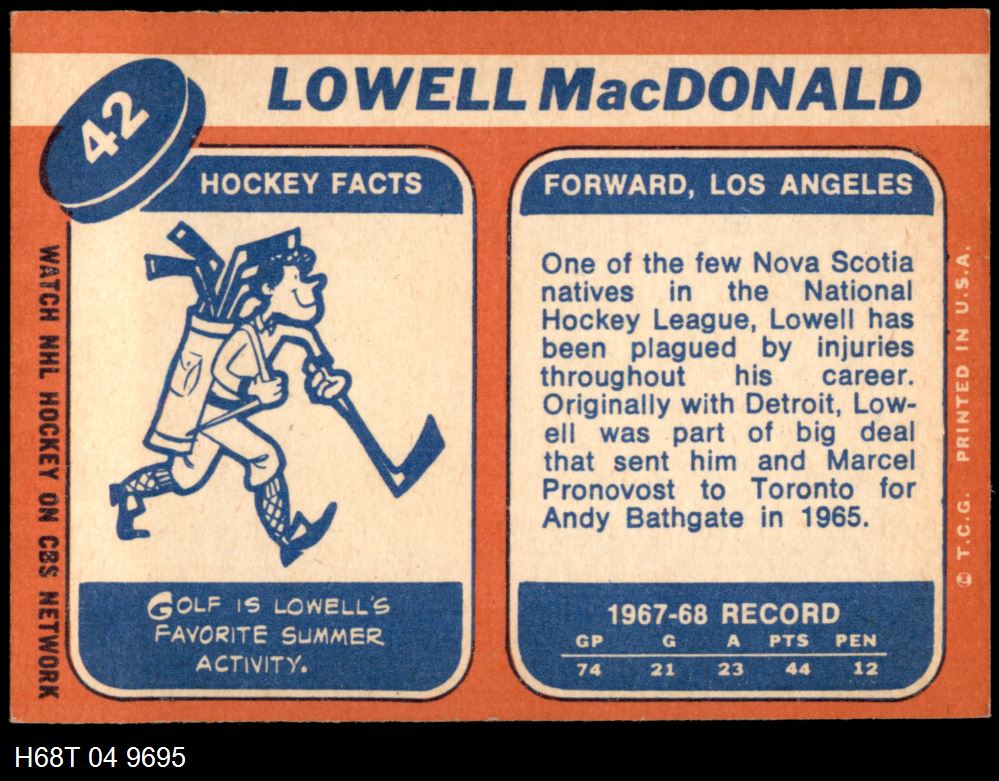 42
LOWELL MacDONALD
HOCKEY FACTS
GOLF IS LOWELL'S
FAVORITE SUMMER
ACTIVITY.
FORWARD, LOS ANGELES
One of the few Nova Scotia
natives in the National
Hockey League, Lowell has
been plagued by injuries
throughout his career.
Originally with Detroit, Low-
ell was part of big deal
that sent him and Marcel
Pronovost to Toronto for
Andy Bathgate in 1965.
1967-68 RECORD
GP G A PTS PEN
74 21 23 44 12
WATCH NHL HOCKEY ON CBS NETWORK
© T.C.G. PRINTED IN U.S.A.
H68T 04 9695